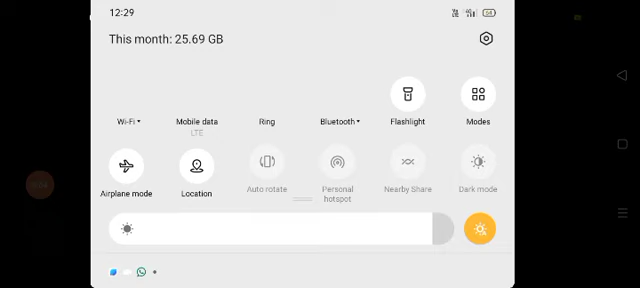 12:29
64
This month: 25.69 GB
Wi-Fi
Mobile data
LTE
Ring
Bluetooth
Flashlight
Modes
Airplane mode
Location
Auto rotate
Personal
hotspot
Nearby Share
Dark mode